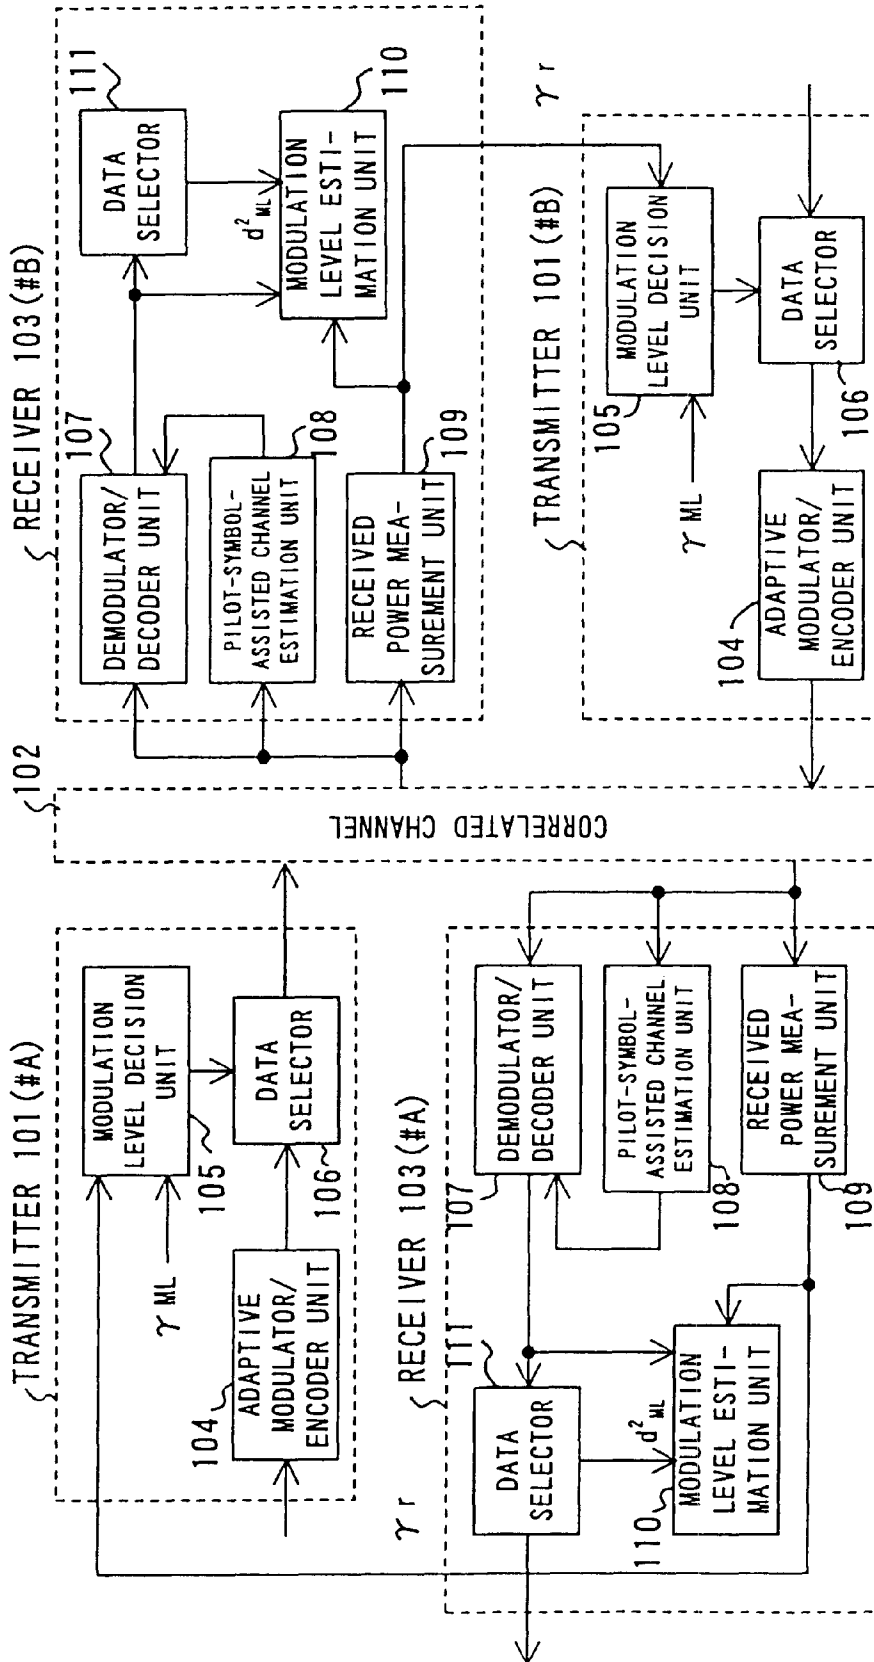 TRANSMITTER 101(#A)
MODULATION
LEVEL DECISION
UNIT
105
γ ML
DATA
SELECTOR
106
104
ADAPTIVE
MODULATOR/
ENCODER UNIT
γ r
RECEIVER 103(#A)
111
DATA
SELECTOR
d²ML
110
MODULATION
LEVEL ESTI-
MATION UNIT
107
DEMODULATOR/
DECODER UNIT
PILOT-SYMBOL-
ASSISTED CHANNEL
ESTIMATION UNIT
108
RECEIVED
POWER MEA-
SUREMENT UNIT
109
102
CORRELATED CHANNEL
RECEIVER 103(#B)
107
DEMODULATOR/
DECODER UNIT
108
PILOT-SYMBOL-
ASSISTED CHANNEL
ESTIMATION UNIT
109
RECEIVED
POWER MEA-
SUREMENT UNIT
111
DATA
SELECTOR
d²ML
110
MODULATION
LEVEL ESTI-
MATION UNIT
γ r
TRANSMITTER 101(#B)
MODULATION
LEVEL DECISION
UNIT
105
γ ML
DATA
SELECTOR
106
104
ADAPTIVE
MODULATOR/
ENCODER UNIT